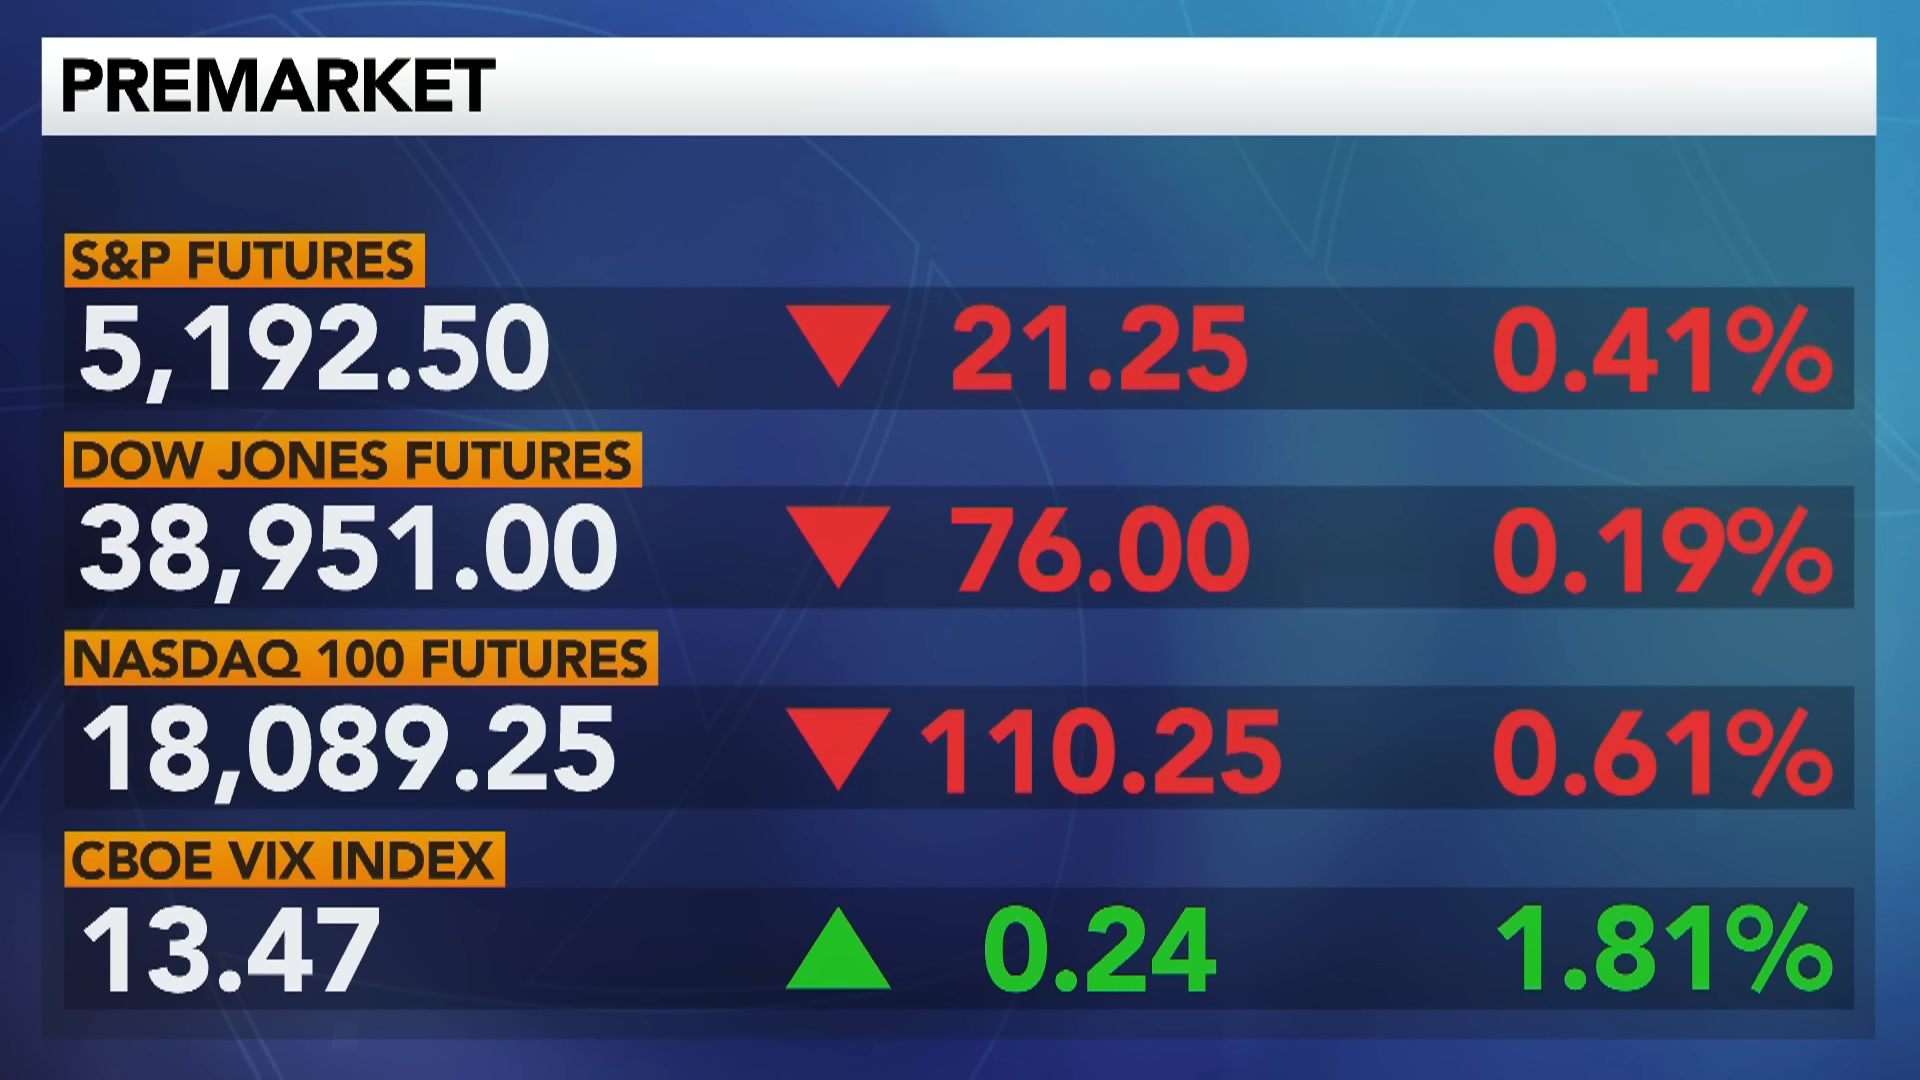 PREMARKET
S&P FUTURES
5,192.50 ▼ 21.25 0.41%
DOW JONES FUTURES
38,951.00 ▼ 76.00 0.19%
NASDAQ 100 FUTURES
18,089.25 ▼ 110.25 0.61%
CBOE VIX INDEX
13.47 ▲ 0.24 1.81%